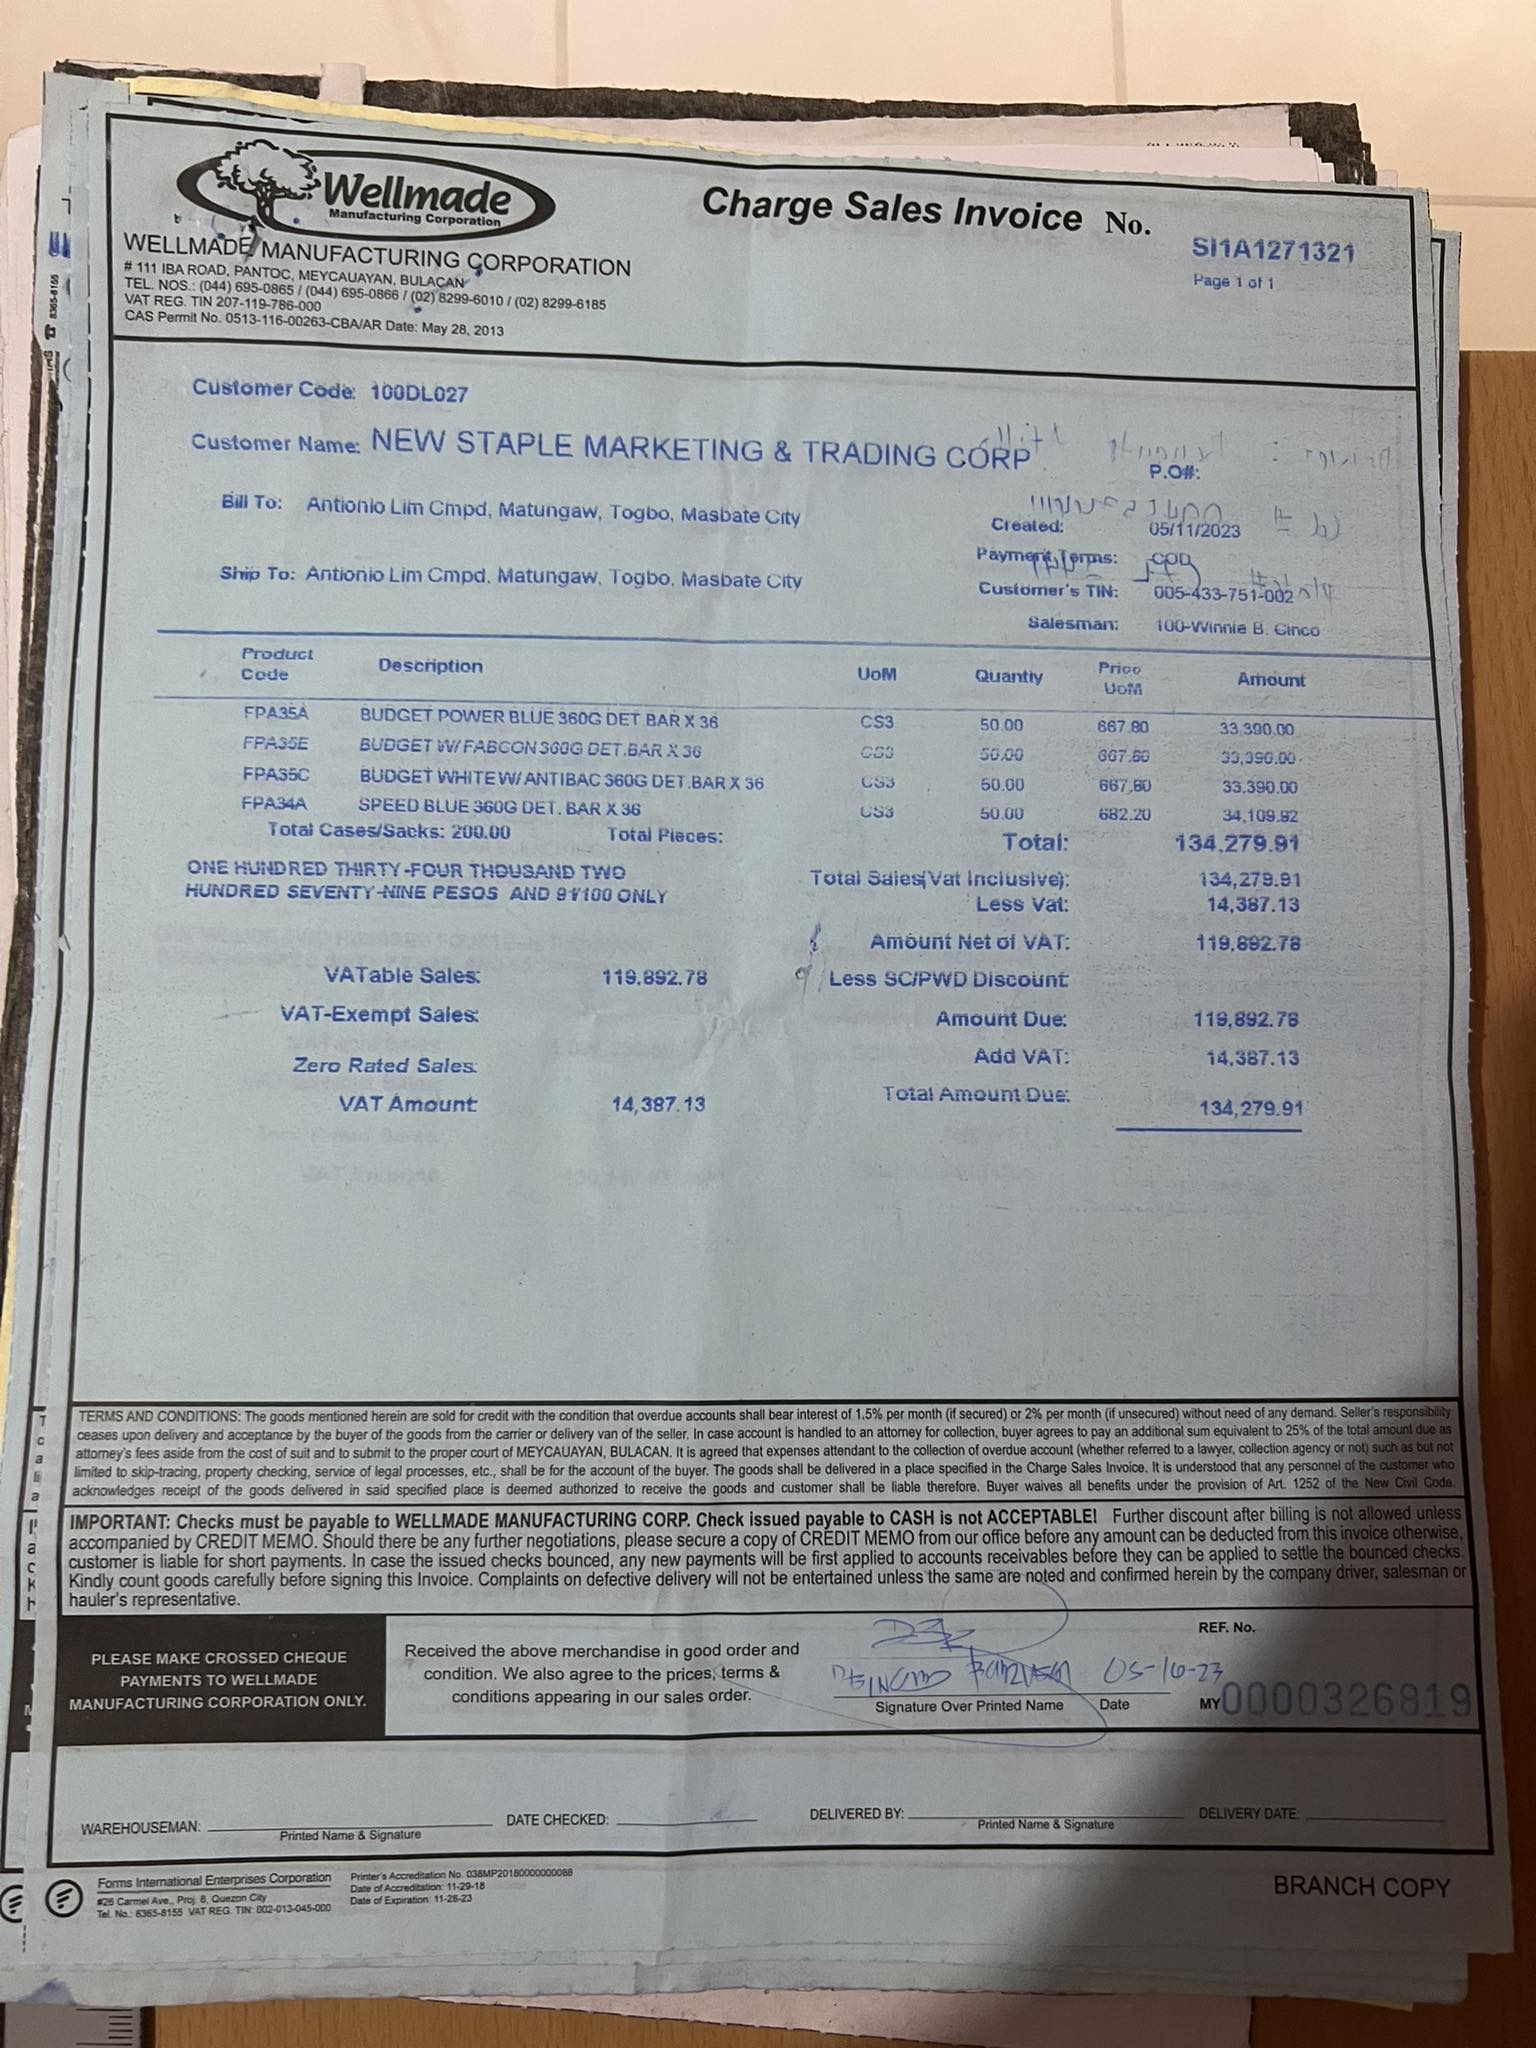 Wellmade
Manufacturing Corporation
Charge Sales Invoice No.
SI1A1271321
Page 1 of 1
WELLMADE MANUFACTURING CORPORATION
# 111 IBA ROAD, PANTOC, MEYCAUAYAN, BULACAN
TEL. NOS.: (044) 695-0865 / (044) 695-0866 / (02) 8299-6010 / (02) 8299-6185
VAT REG. TIN 207-119-786-000
CAS Permit No. 0513-116-00263-CBA/AR Date: May 28, 2013
Customer Code: 100DL027
Customer Name: NEW STAPLE MARKETING & TRADING CORP
P.O#:
Bill To: Antionio Lim Cmpd, Matungaw, Togbo, Masbate City
Created: 05/11/2023
Payment Terms:
Ship To: Antionio Lim Cmpd, Matungaw, Togbo, Masbate City
Customer's TIN: 005-433-751-002
Salesman: 100-Winnie B. Cinco
Product Code Description UoM Quantiy Price UoM Amount
FPA35A BUDGET POWER BLUE 360G DET BAR X 36 CS3 50.00 667.80 33,390.00
FPA35E BUDGET W/ FABCON 360G DET.BAR X 36 CS3 50.00 667.80 33,390.00
FPA35C BUDGET WHITE W/ ANTIBAC 360G DET.BAR X 36 CS3 50.00 667.80 33.390.00
FPA34A SPEED BLUE 360G DET. BAR X 36 CS3 50.00 682.20 34,109.92
Total Cases/Sacks: 200.00 Total Pieces: Total: 134,279.91
ONE HUNDRED THIRTY-FOUR THOUSAND TWO
HUNDRED SEVENTY-NINE PESOS AND 91/100 ONLY
Total Sales(Vat Inclusive): 134,279.91
Less Vat: 14,387.13
Amount Net of VAT: 119,892.78
VATable Sales: 119,892.78 Less SC/PWD Discount:
VAT-Exempt Sales: Amount Due: 119,892.78
Zero Rated Sales: Add VAT: 14,387.13
VAT Amount: 14,387.13 Total Amount Due: 134,279.91
TERMS AND CONDITIONS: The goods mentioned herein are sold for credit with the condition that overdue accounts shall bear interest of 1.5% per month (if secured) or 2% per month (if unsecured) without need of any demand. Seller's responsibility
ceases upon delivery and acceptance by the buyer of the goods from the carrier or delivery van of the seller. In case account is handled to an attorney for collection, buyer agrees to pay an additional sum equivalent to 25% of the total amount due as
attorney's fees aside from the cost of suit and to submit to the proper court of MEYCAUAYAN, BULACAN. It is agreed that expenses attendant to the collection of overdue account (whether referred to a lawyer, collection agency or not) such as but not
limited to skip-tracing, property checking, service of legal processes, etc., shall be for the account of the buyer. The goods shall be delivered in a place specified in the Charge Sales Invoice. It is understood that any personnel of the customer who
acknowledges receipt of the goods delivered in said specified place is deemed authorized to receive the goods and customer shall be liable therefore. Buyer waives all benefits under the provision of Art. 1252 of the New Civil Code.
IMPORTANT: Checks must be payable to WELLMADE MANUFACTURING CORP. Check issued payable to CASH is not ACCEPTABLE! Further discount after billing is not allowed unless
accompanied by CREDIT MEMO. Should there be any further negotiations, please secure a copy of CREDIT MEMO from our office before any amount can be deducted from this invoice otherwise,
customer is liable for short payments. In case the issued checks bounced, any new payments will be first applied to accounts receivables before they can be applied to settle the bounced checks.
Kindly count goods carefully before signing this Invoice. Complaints on defective delivery will not be entertained unless the same are noted and confirmed herein by the company driver, salesman or
hauler's representative.
PLEASE MAKE CROSSED CHEQUE
PAYMENTS TO WELLMADE
MANUFACTURING CORPORATION ONLY.
Received the above merchandise in good order and
condition. We also agree to the prices, terms &
conditions appearing in our sales order.
05-16-23
Signature Over Printed Name Date
REF. No.
MY 0000326819
WAREHOUSEMAN: DATE CHECKED: DELIVERED BY: DELIVERY DATE:
Printed Name & Signature Printed Name & Signature
Forms International Enterprises Corporation
#26 Carmel Ave., Proj. 6, Quezon City
Tel. No.: 8365-8155 VAT REG. TIN: 002-013-045-000
Printer's Accreditation No. 038MP20180000000088
Date of Accreditation: 11-29-18
Date of Expiration: 11-28-23
BRANCH COPY